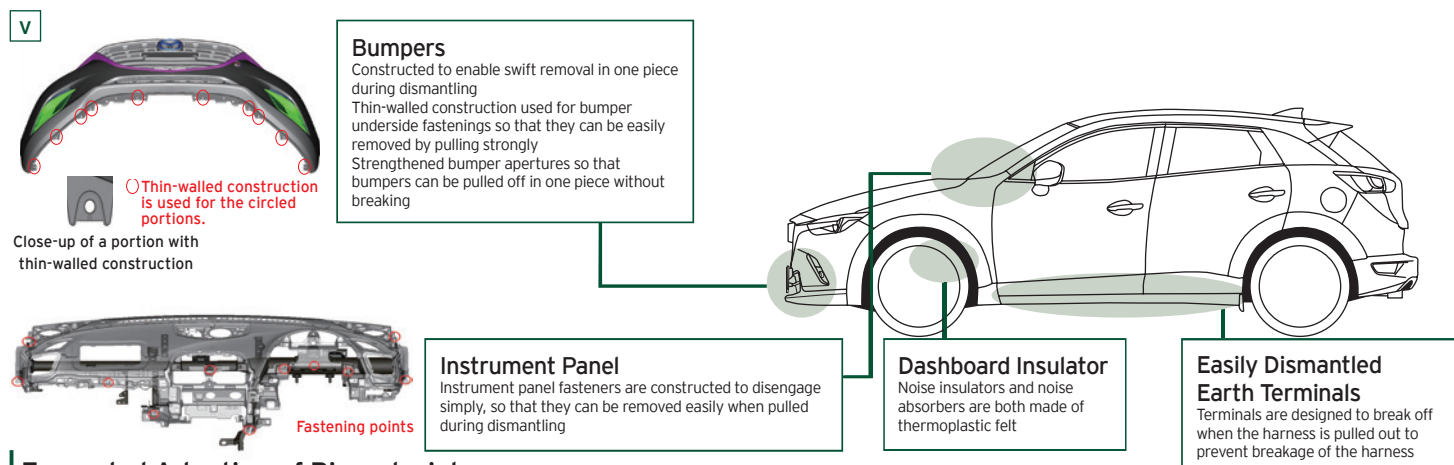 V
Thin-walled construction
is used for the circled
portions.
Close-up of a portion with
thin-walled construction
Bumpers
Constructed to enable swift removal in one piece
during dismantling
Thin-walled construction used for bumper
underside fastenings so that they can be easily
removed by pulling strongly
Strengthened bumper apertures so that
bumpers can be pulled off in one piece without
breaking
Fastening points
Instrument Panel
Instrument panel fasteners are constructed to disengage
simply, so that they can be removed easily when pulled
during dismantling
Dashboard Insulator
Noise insulators and noise
absorbers are both made of
thermoplastic felt
Easily Dismantled
Earth Terminals
Terminals are designed to break off
when the harness is pulled out to
prevent breakage of the harness